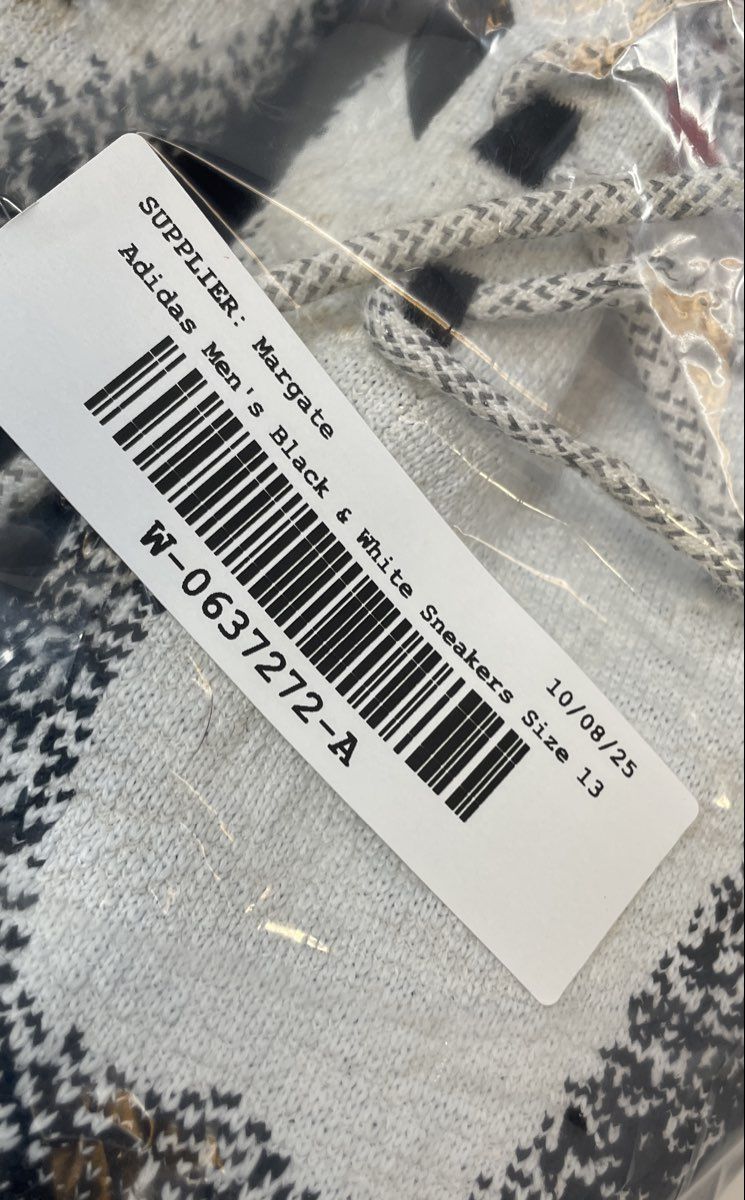 SUPPLIER: Margate
10/08/25
Adidas Men's Black & White Sneakers Size 13
W-0637272-A